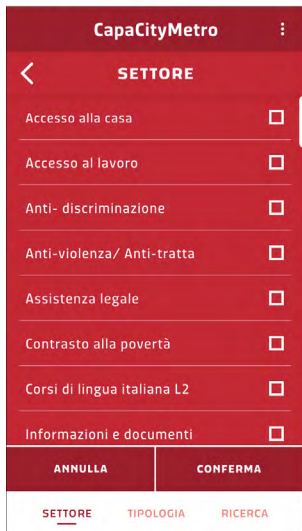 CapaCityMetro
SETTORE
Accesso alla casa
Accesso al lavoro
Anti- discriminazione
Anti-violenza/ Anti-tratta
Assistenza legale
Contrasto alla povertà
Corsi di lingua italiana L2
Informazioni e documenti
ANNULLA CONFERMA
SETTORE TIPOLOGIA RICERCA